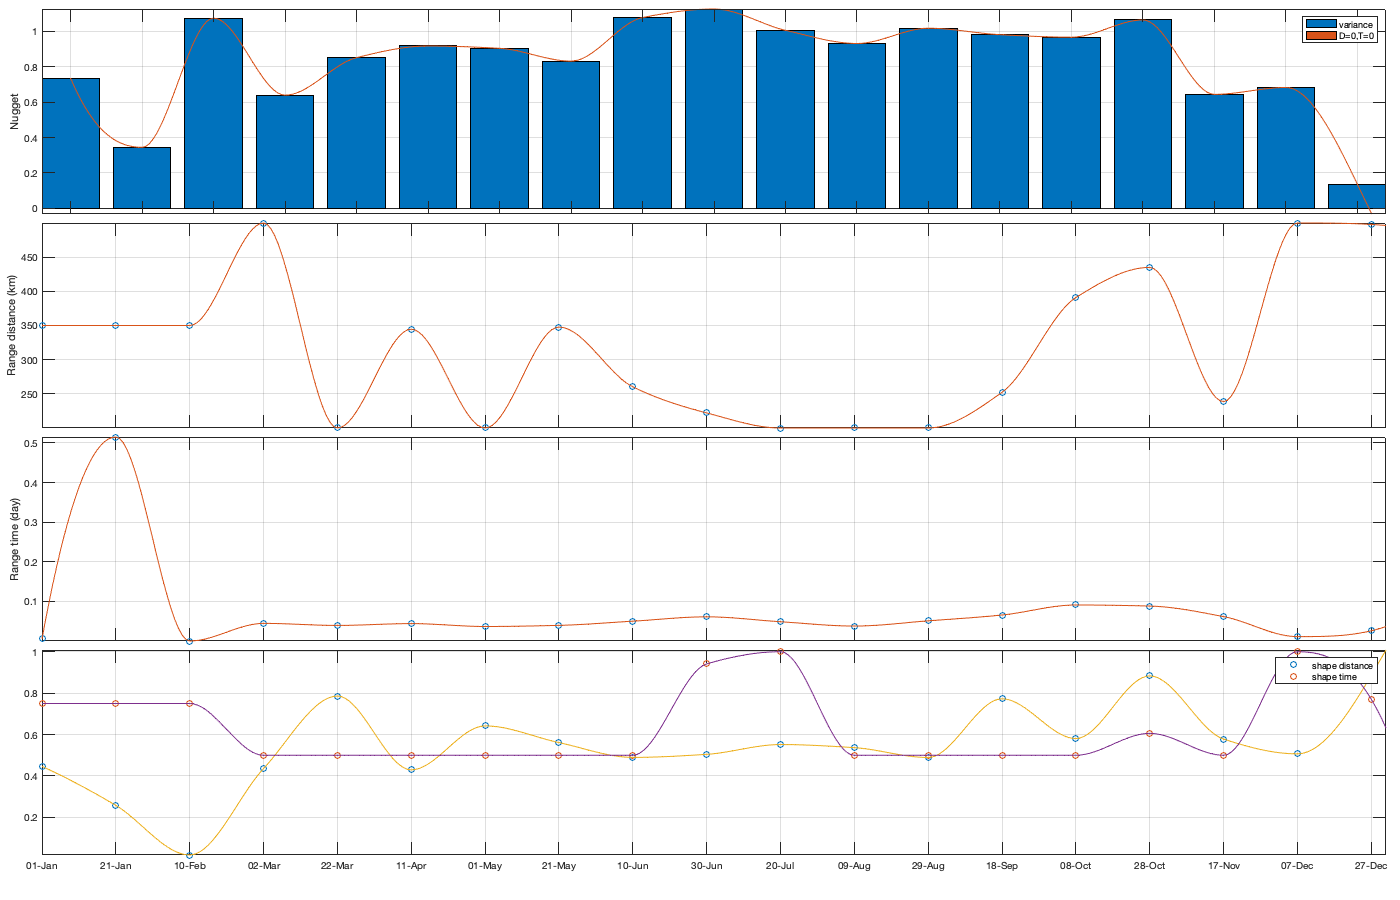 Nugget
1
0.8
0.6
0.4
0.2
0
variance
D=0,T=0
Range distance (km)
450
400
350
300
250
Range time (day)
0.5
0.4
0.3
0.2
0.1
1
0.8
0.6
0.4
0.2
shape distance
shape time
01-Jan 21-Jan 10-Feb 02-Mar 22-Mar 11-Apr 01-May 21-May 10-Jun 30-Jun 20-Jul 09-Aug 29-Aug 18-Sep 08-Oct 28-Oct 17-Nov 07-Dec 27-Dec